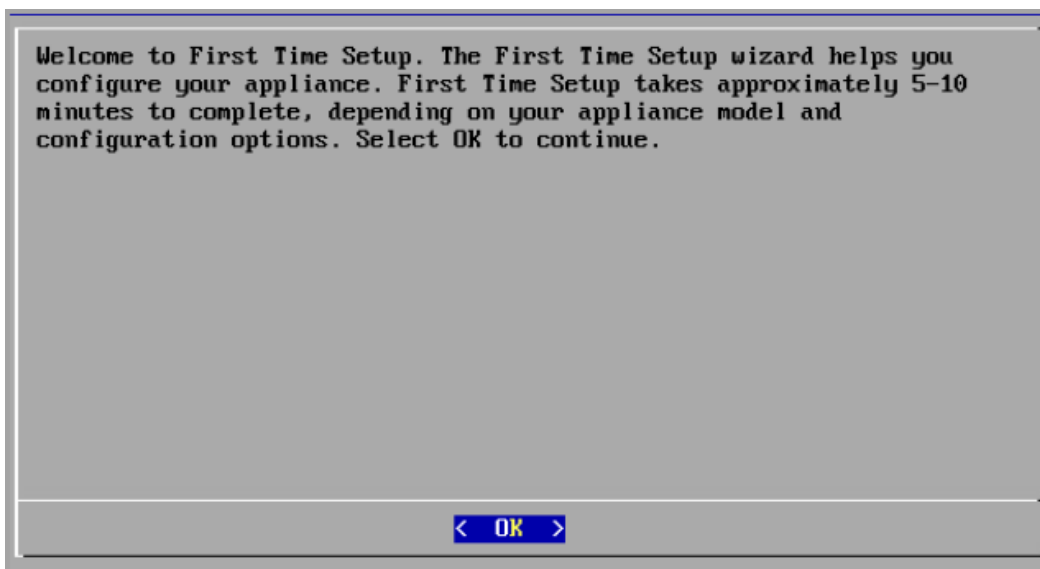 Welcome to First Time Setup. The First Time Setup wizard helps you
configure your appliance. First Time Setup takes approximately 5-10
minutes to complete, depending on your appliance model and
configuration options. Select OK to continue.
< OK >